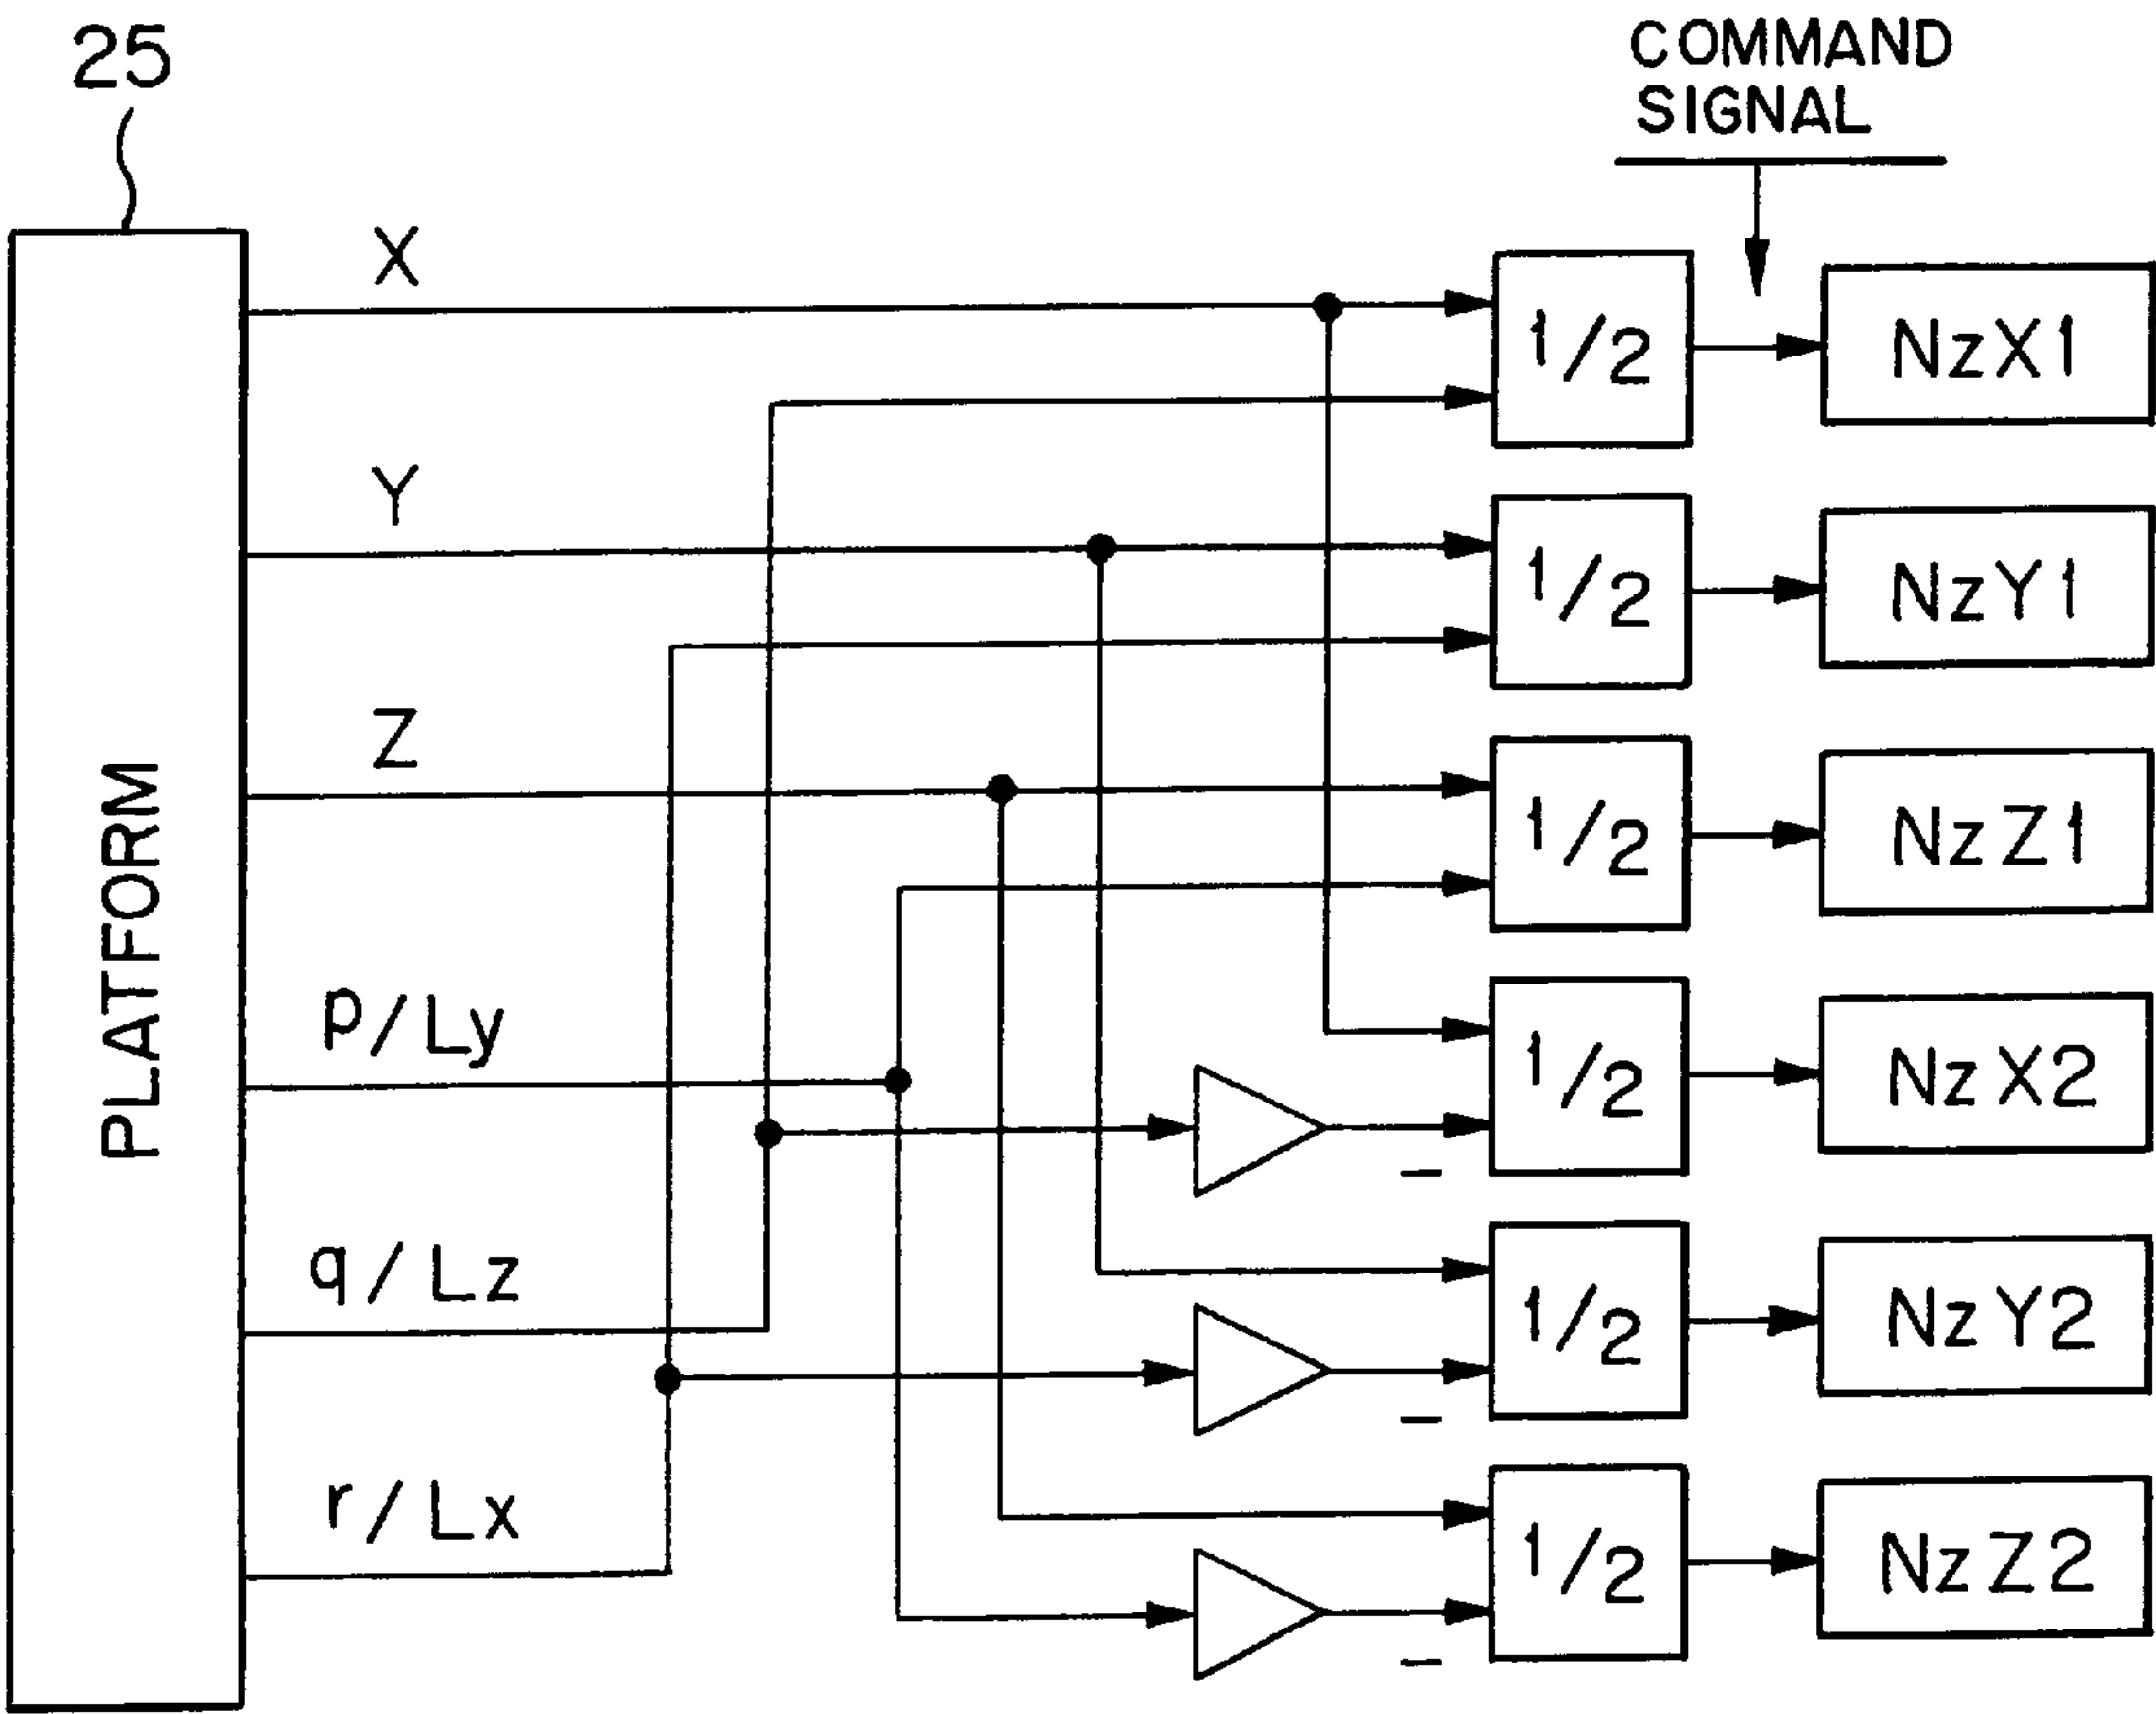 25
COMMAND
SIGNAL
PLATFORM
X
Y
Z
p/Ly
q/Lz
r/Lx
1/2
NzX1
1/2
NzY1
1/2
NzZ1
1/2
NzX2
–
1/2
NzY2
–
1/2
NzZ2
–